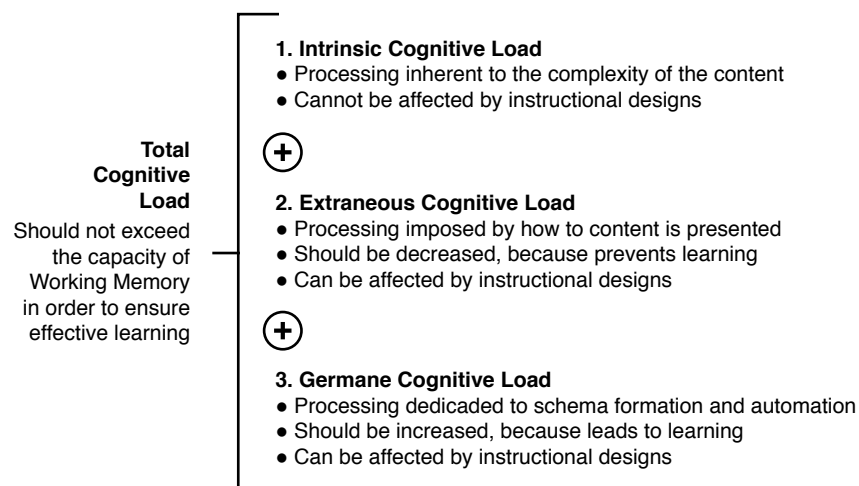 Total
Cognitive
Load
Should not exceed
the capacity of
Working Memory
in order to ensure
effective learning
1. Intrinsic Cognitive Load
● Processing inherent to the complexity of the content
● Cannot be affected by instructional designs
+
2. Extraneous Cognitive Load
● Processing imposed by how to content is presented
● Should be decreased, because prevents learning
● Can be affected by instructional designs
+
3. Germane Cognitive Load
● Processing dedicaded to schema formation and automation
● Should be increased, because leads to learning
● Can be affected by instructional designs